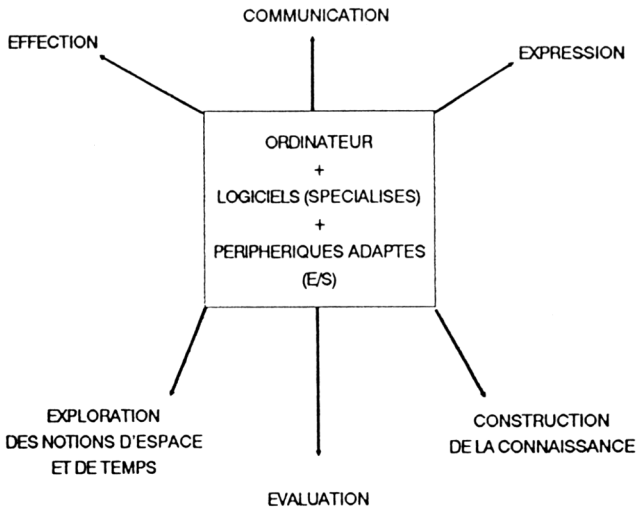 COMMUNICATION
EFFECTION
EXPRESSION
ORDINATEUR
+
LOGICIELS (SPECIALISES)
+
PERIPHERIQUES ADAPTES
(E/S)
EXPLORATION
DES NOTIONS D'ESPACE
ET DE TEMPS
CONSTRUCTION
DE LA CONNAISSANCE
EVALUATION